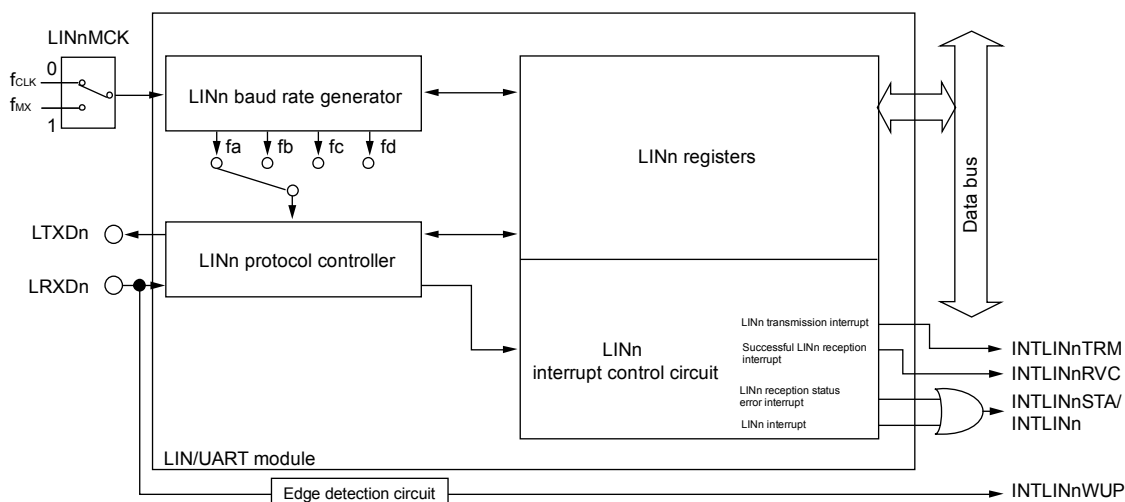 LINnMCK
0
fCLK
fMX
1
LINn baud rate generator
fa
fb
fc
fd
LINn registers
Data bus
LTXDn
LRXDn
LINn protocol controller
LINn
interrupt control circuit
LINn transmission interrupt
Successful LINn reception
interrupt
LINn reception status
error interrupt
LINn interrupt
INTLINnTRM
INTLINnRVC
INTLINnSTA/
INTLINn
LIN/UART module
Edge detection circuit
INTLINnWUP